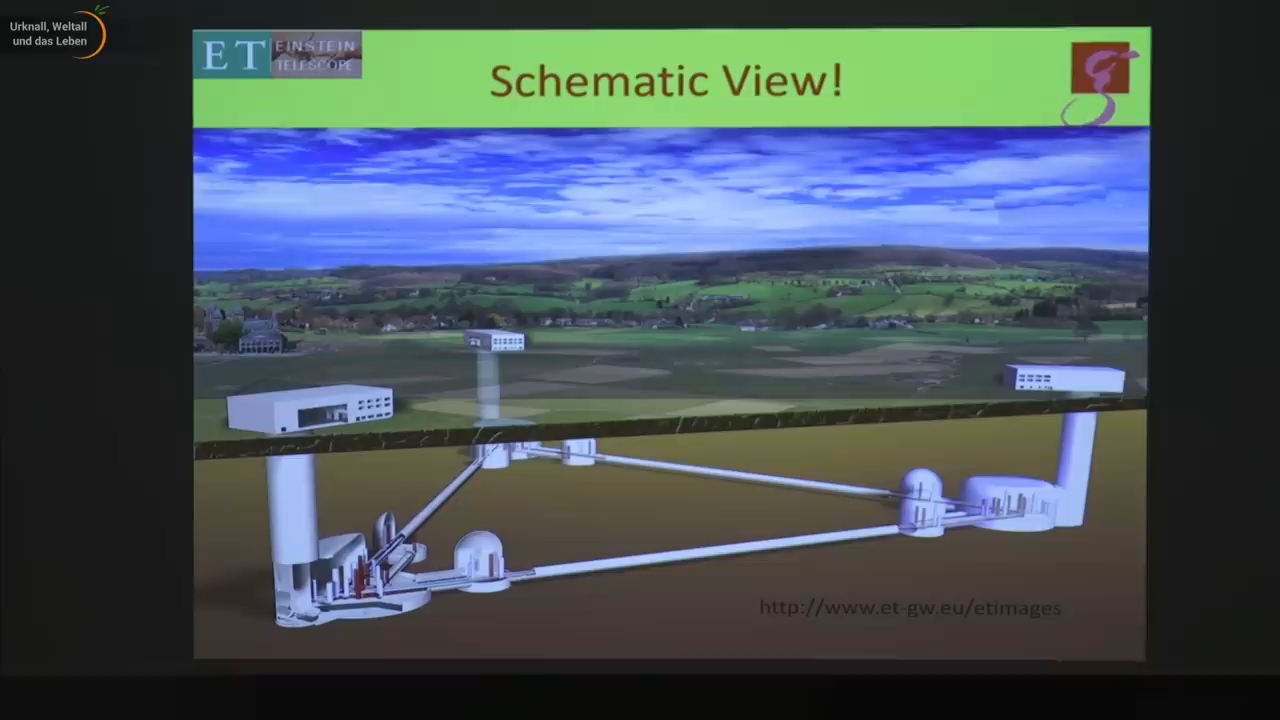 Urknall, Weltall
und das Leben
ET EINSTEIN
TELESCOPE
Schematic View!
http://www.et-gw.eu/etimages